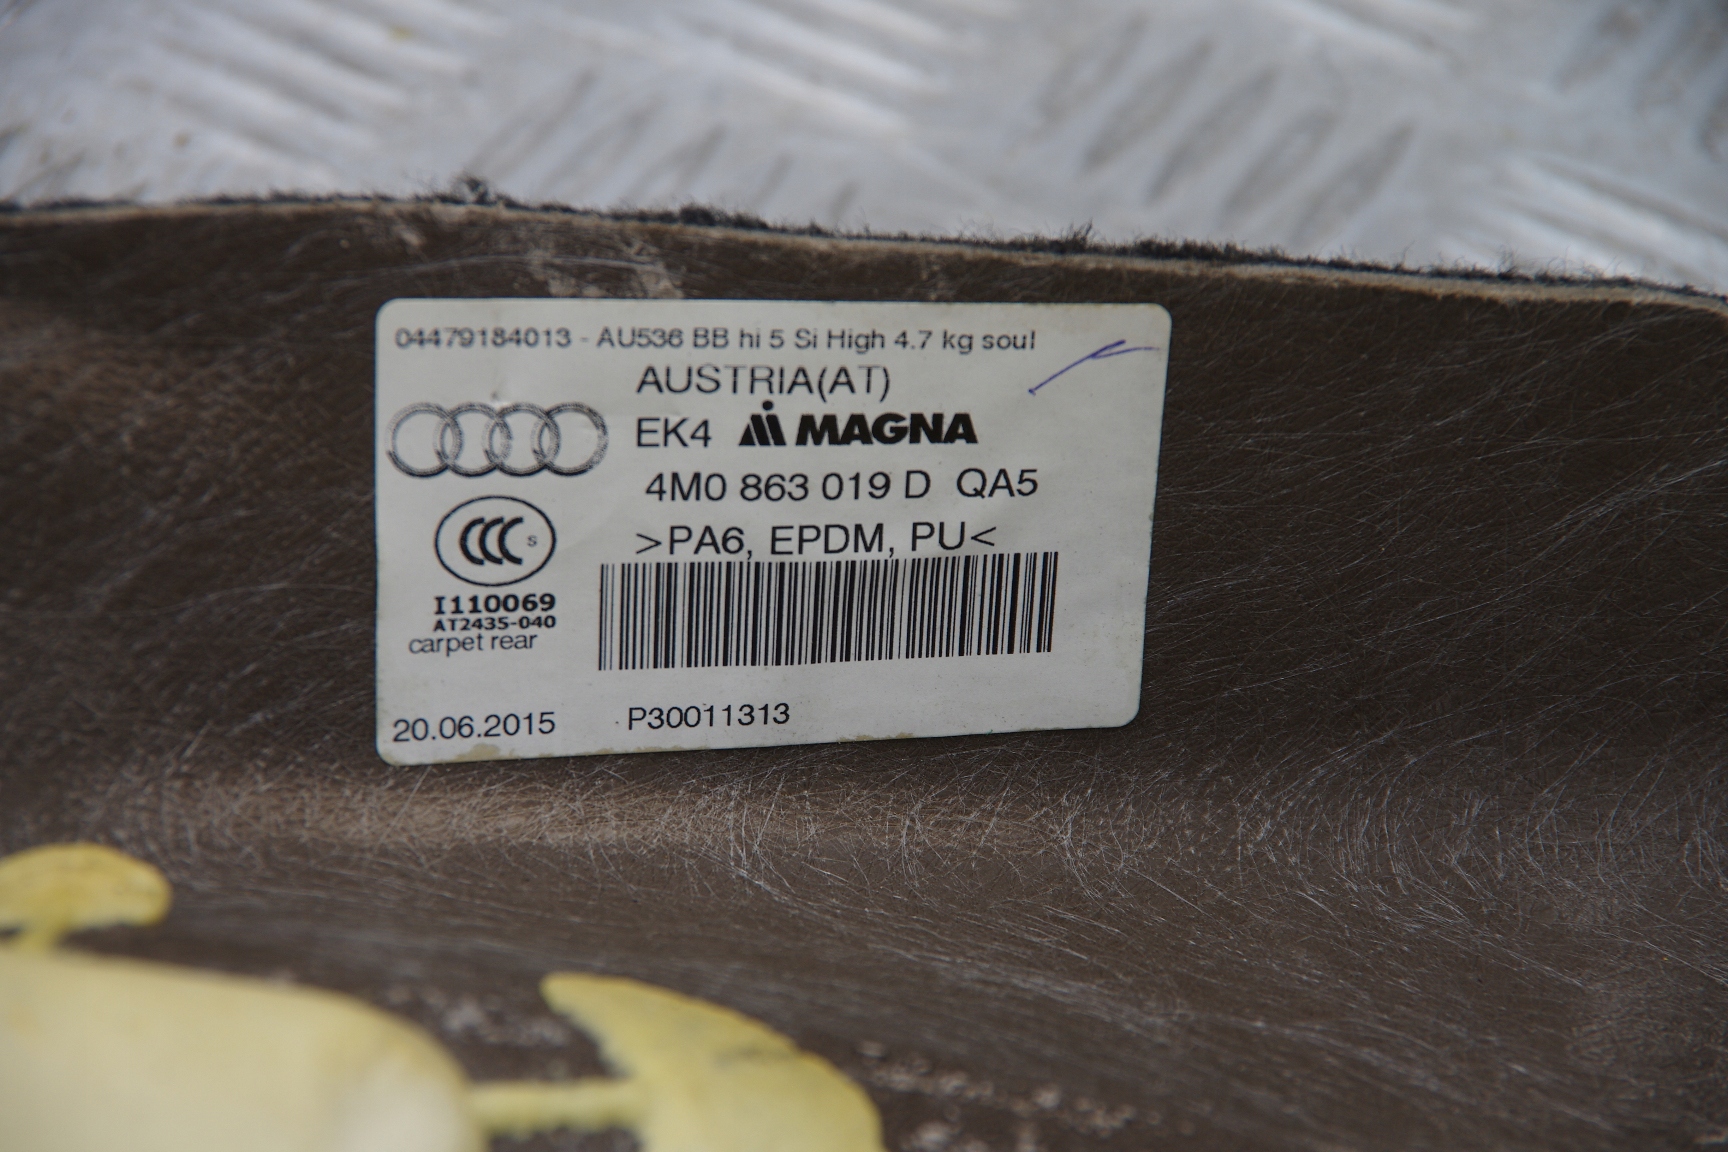 04479184013 - AU536 BB hi 5 Si High 4.7 kg soul
AUSTRIA(AT)
EK4 MAGNA
4M0 863 019 D QA5
>PA6, EPDM, PU<
CCC S
I110069
AT2435-040
carpet rear
20.06.2015 P30011313